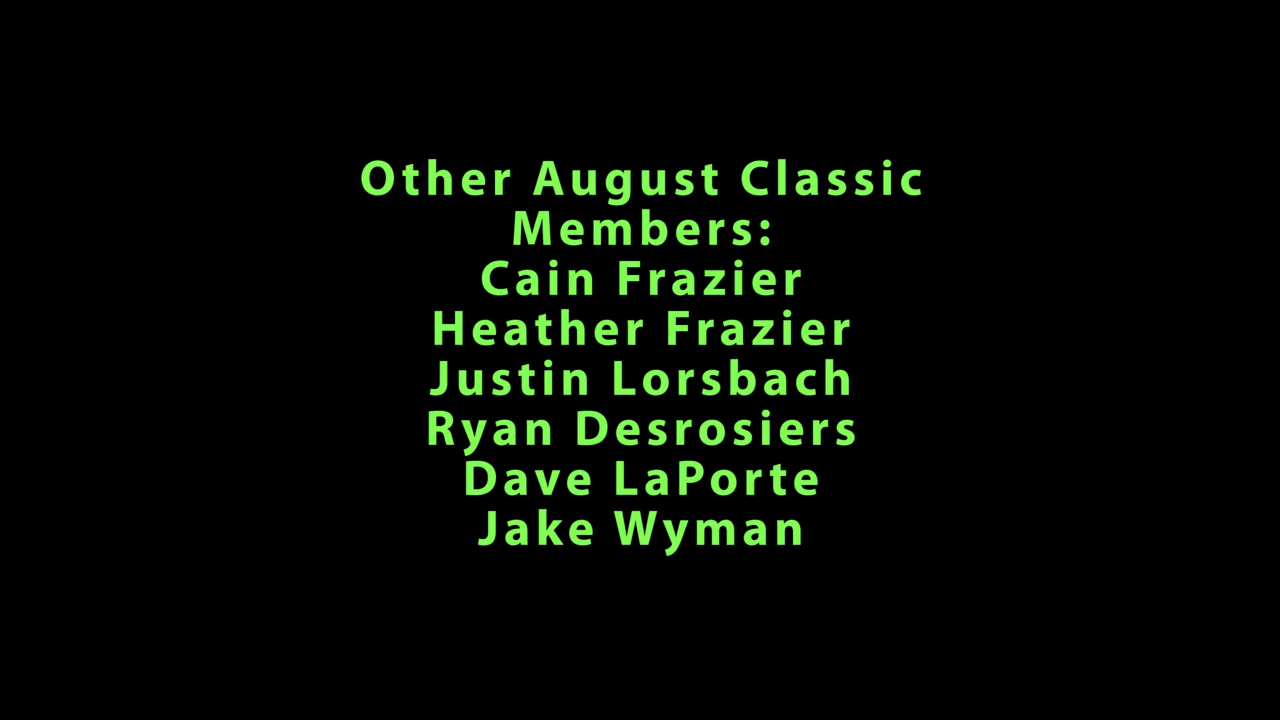 Other August Classic
Members:
Cain Frazier
Heather Frazier
Justin Lorsbach
Ryan Desrosiers
Dave LaPorte
Jake Wyman